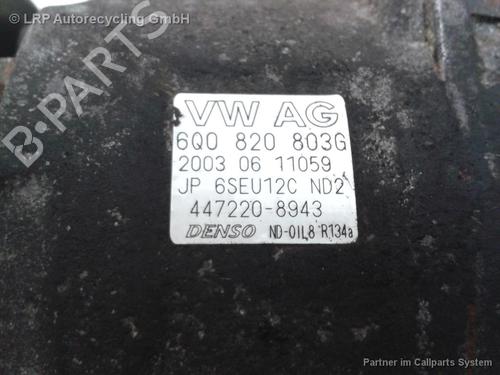 © LRP Autorecycling GmbH
B-PARTS
VW AG
6Q0 820 803G
2003 06 11059
JP 6SEU12C ND2
447220-8943
DENSO ND-OIL8 R134a
Partner im Callparts System